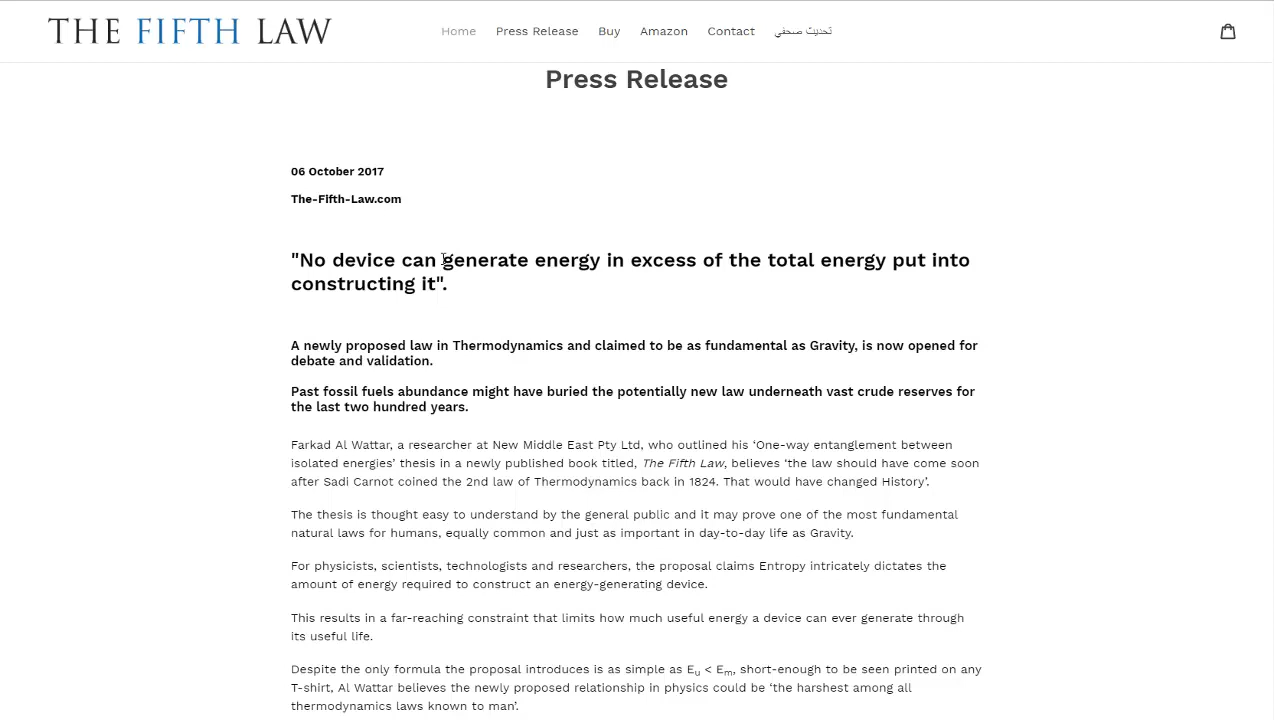 THE FIFTH LAW
Home Press Release Buy Amazon Contact تحديث صحفي
Press Release
06 October 2017
The-Fifth-Law.com
"No device can generate energy in excess of the total energy put into
constructing it".
A newly proposed law in Thermodynamics and claimed to be as fundamental as Gravity, is now opened for
debate and validation.
Past fossil fuels abundance might have buried the potentially new law underneath vast crude reserves for
the last two hundred years.
Farkad Al Wattar, a researcher at New Middle East Pty Ltd, who outlined his ‘One-way entanglement between
isolated energies’ thesis in a newly published book titled, The Fifth Law, believes ‘the law should have come soon
after Sadi Carnot coined the 2nd law of Thermodynamics back in 1824. That would have changed History’.
The thesis is thought easy to understand by the general public and it may prove one of the most fundamental
natural laws for humans, equally common and just as important in day-to-day life as Gravity.
For physicists, scientists, technologists and researchers, the proposal claims Entropy intricately dictates the
amount of energy required to construct an energy-generating device.
This results in a far-reaching constraint that limits how much useful energy a device can ever generate through
its useful life.
Despite the only formula the proposal introduces is as simple as Eu < Em, short-enough to be seen printed on any
T-shirt, Al Wattar believes the newly proposed relationship in physics could be ‘the harshest among all
thermodynamics laws known to man’.